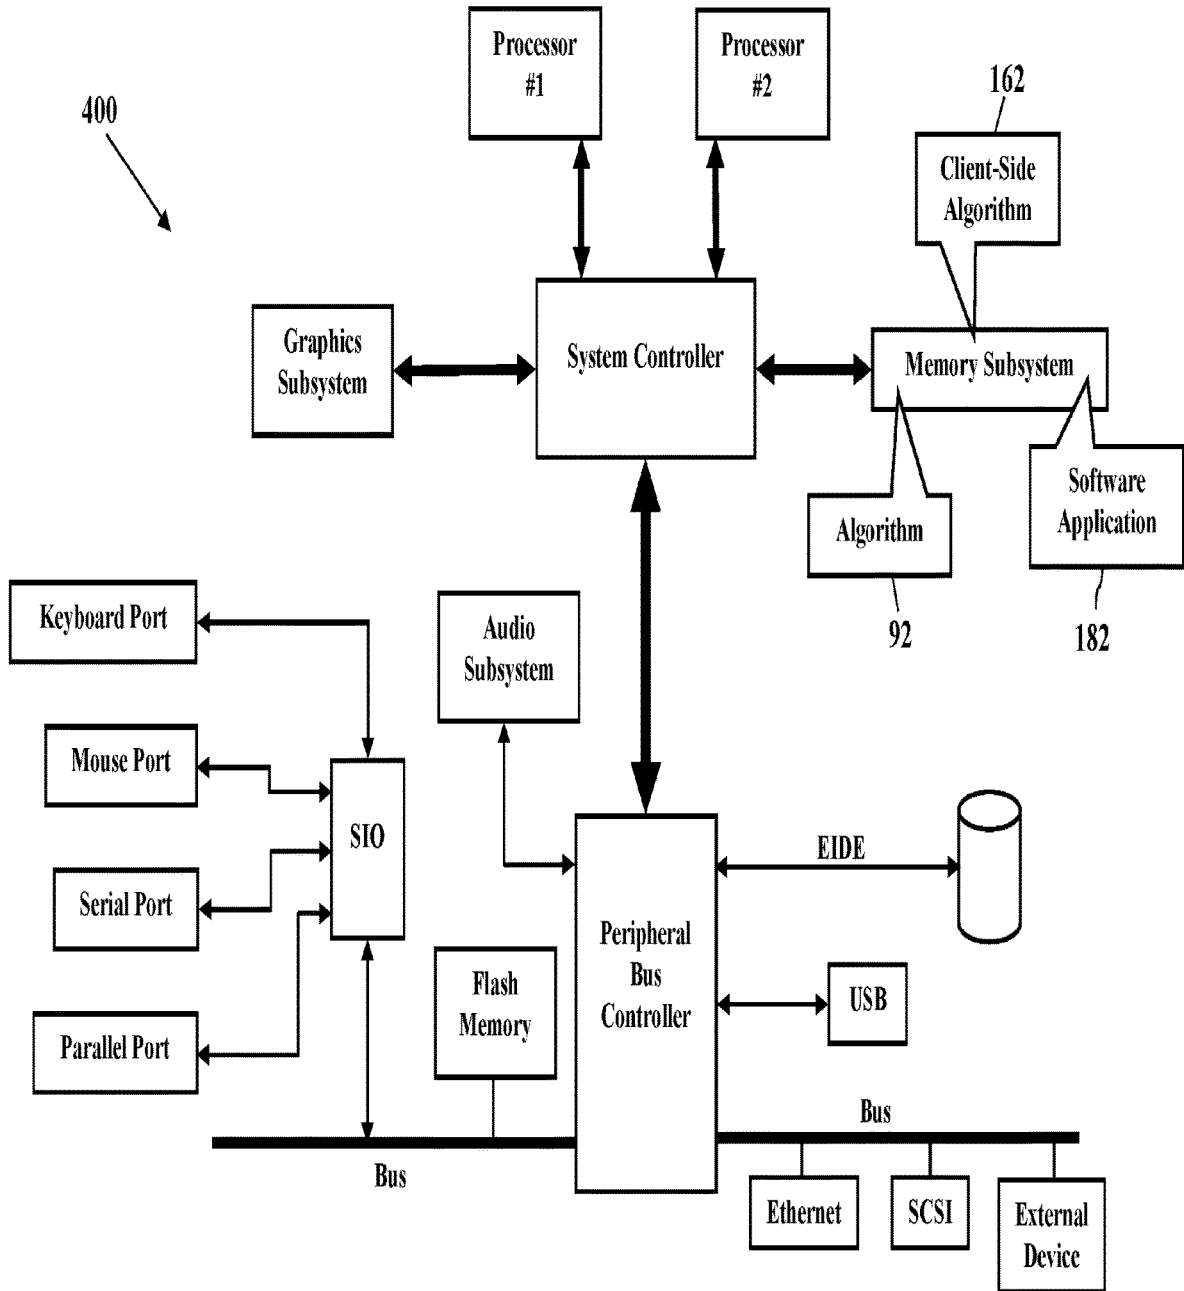 Processor
#1
Processor
#2
162
400
Client-Side
Algorithm
Graphics
Subsystem
System Controller
Memory Subsystem
Algorithm
Software
Application
92
182
Keyboard Port
Audio
Subsystem
Mouse Port
SIO
EIDE
Serial Port
Peripheral
Bus
Controller
Flash
Memory
USB
Parallel Port
Bus
Bus
Ethernet
SCSI
External
Device